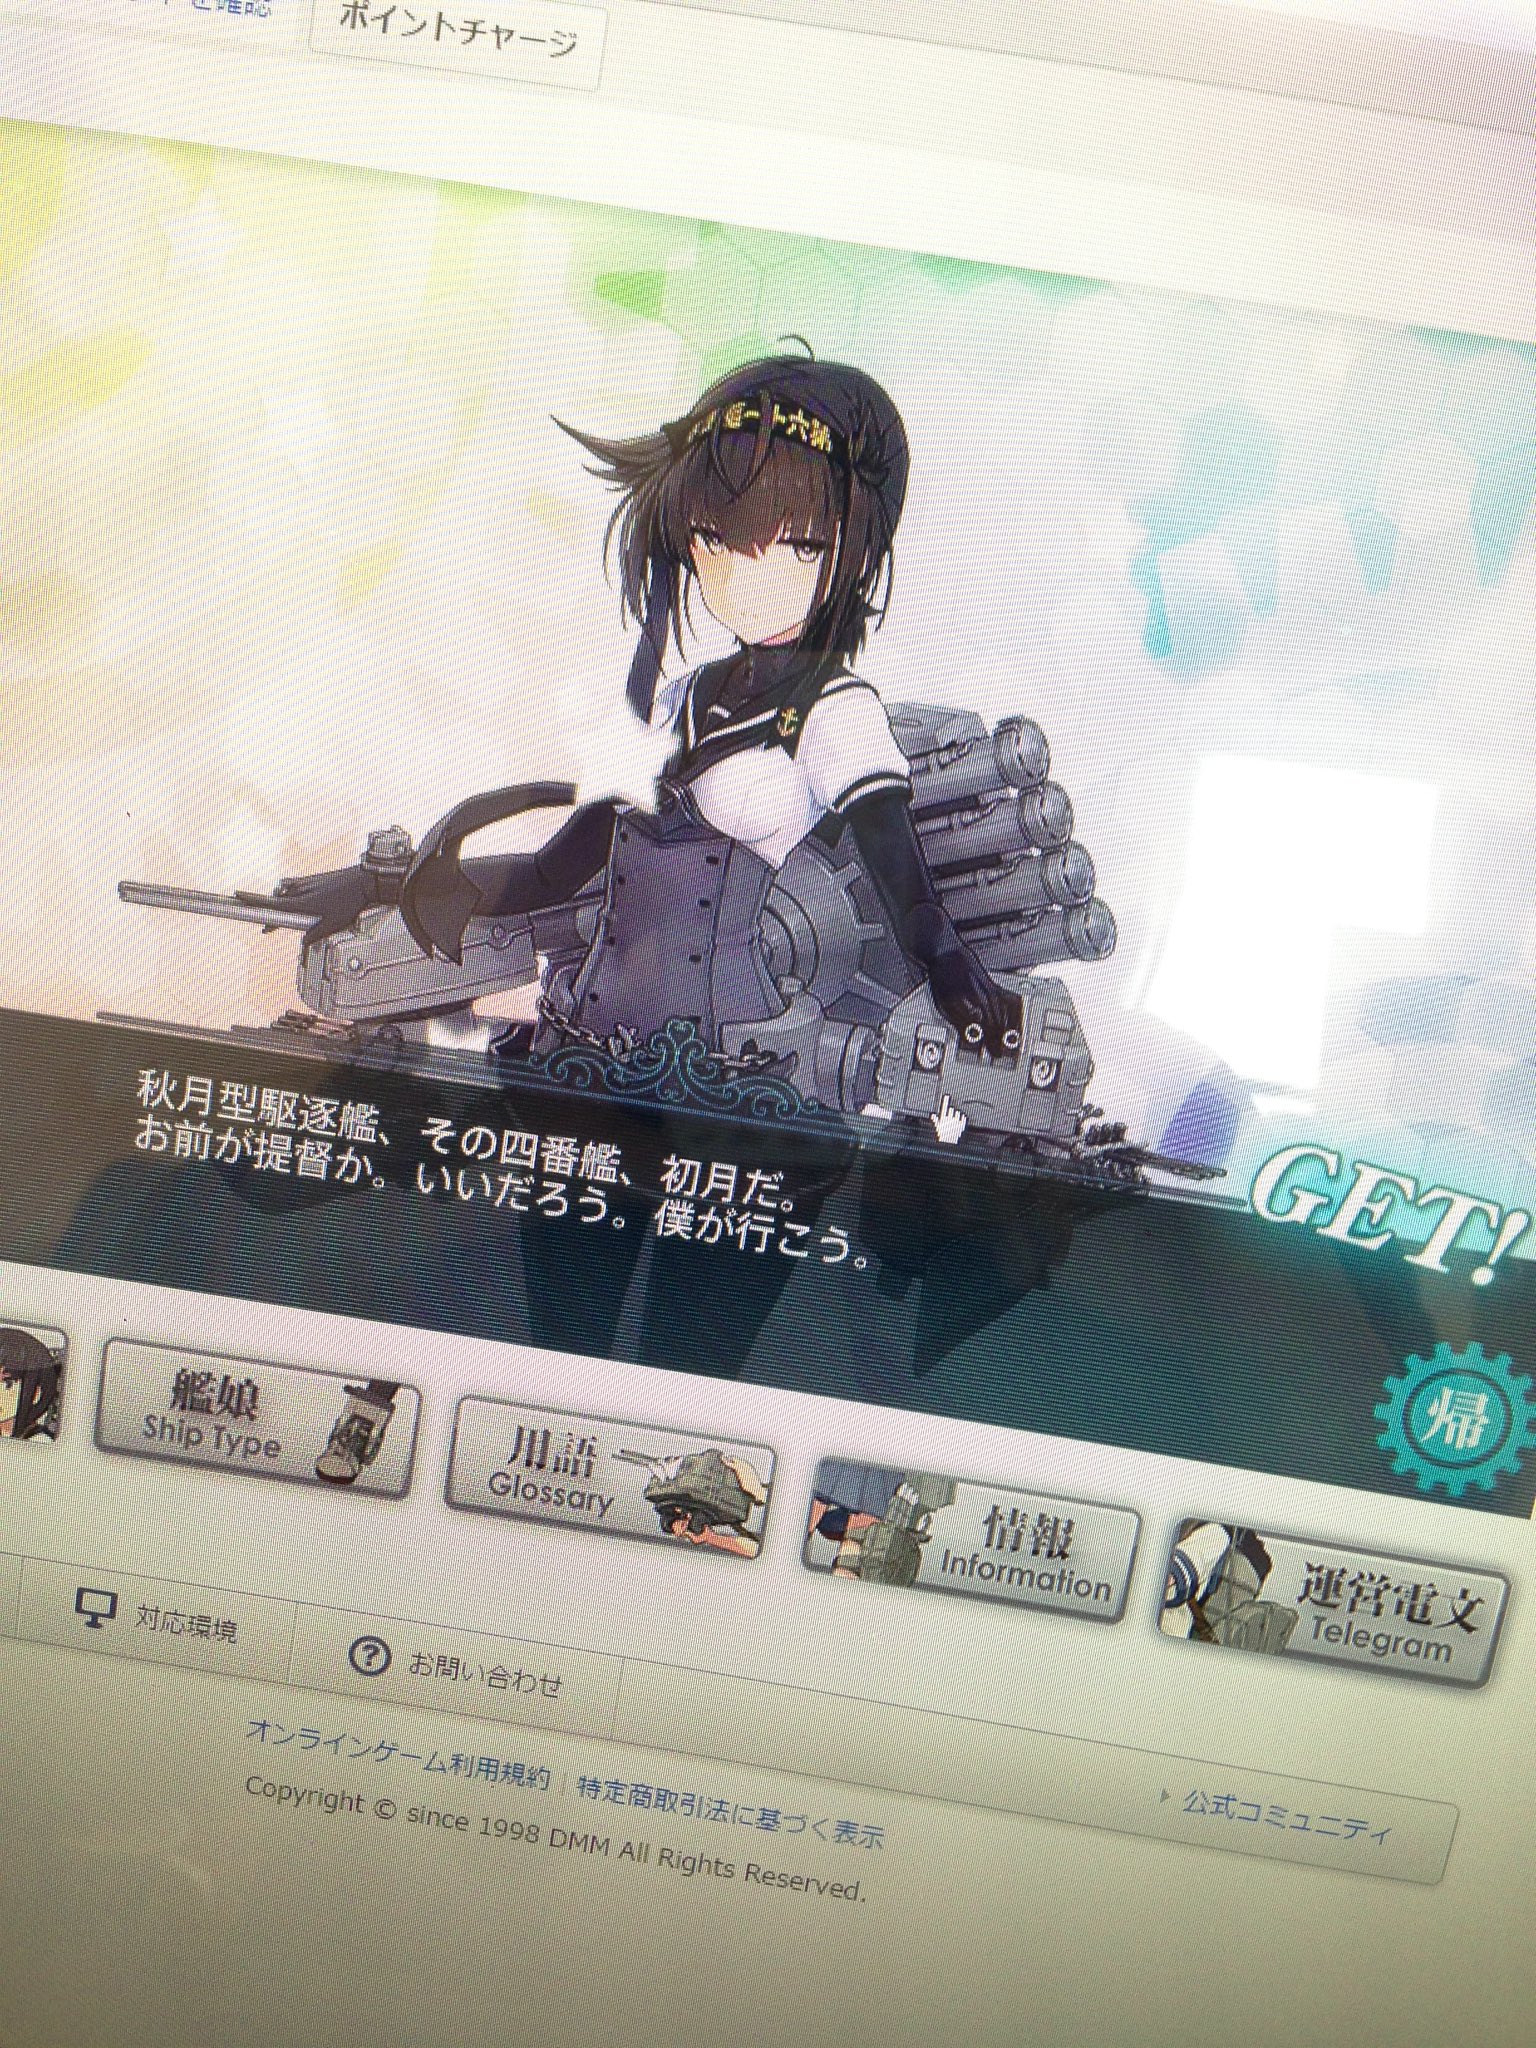 を確認
ポイントチャージ
秋月型駆逐艦、その四番艦、初月だ。
お前が提督か。いいだろう。僕が行こう。
GET!
帰
艦娘
Ship Type
用語
Glossary
情報
Information
運営電文
Telegram
対応環境
お問い合わせ
公式コミュニティ
オンラインゲーム利用規約 | 特定商取引法に基づく表示
Copyright © since 1998 DMM All Rights Reserved.